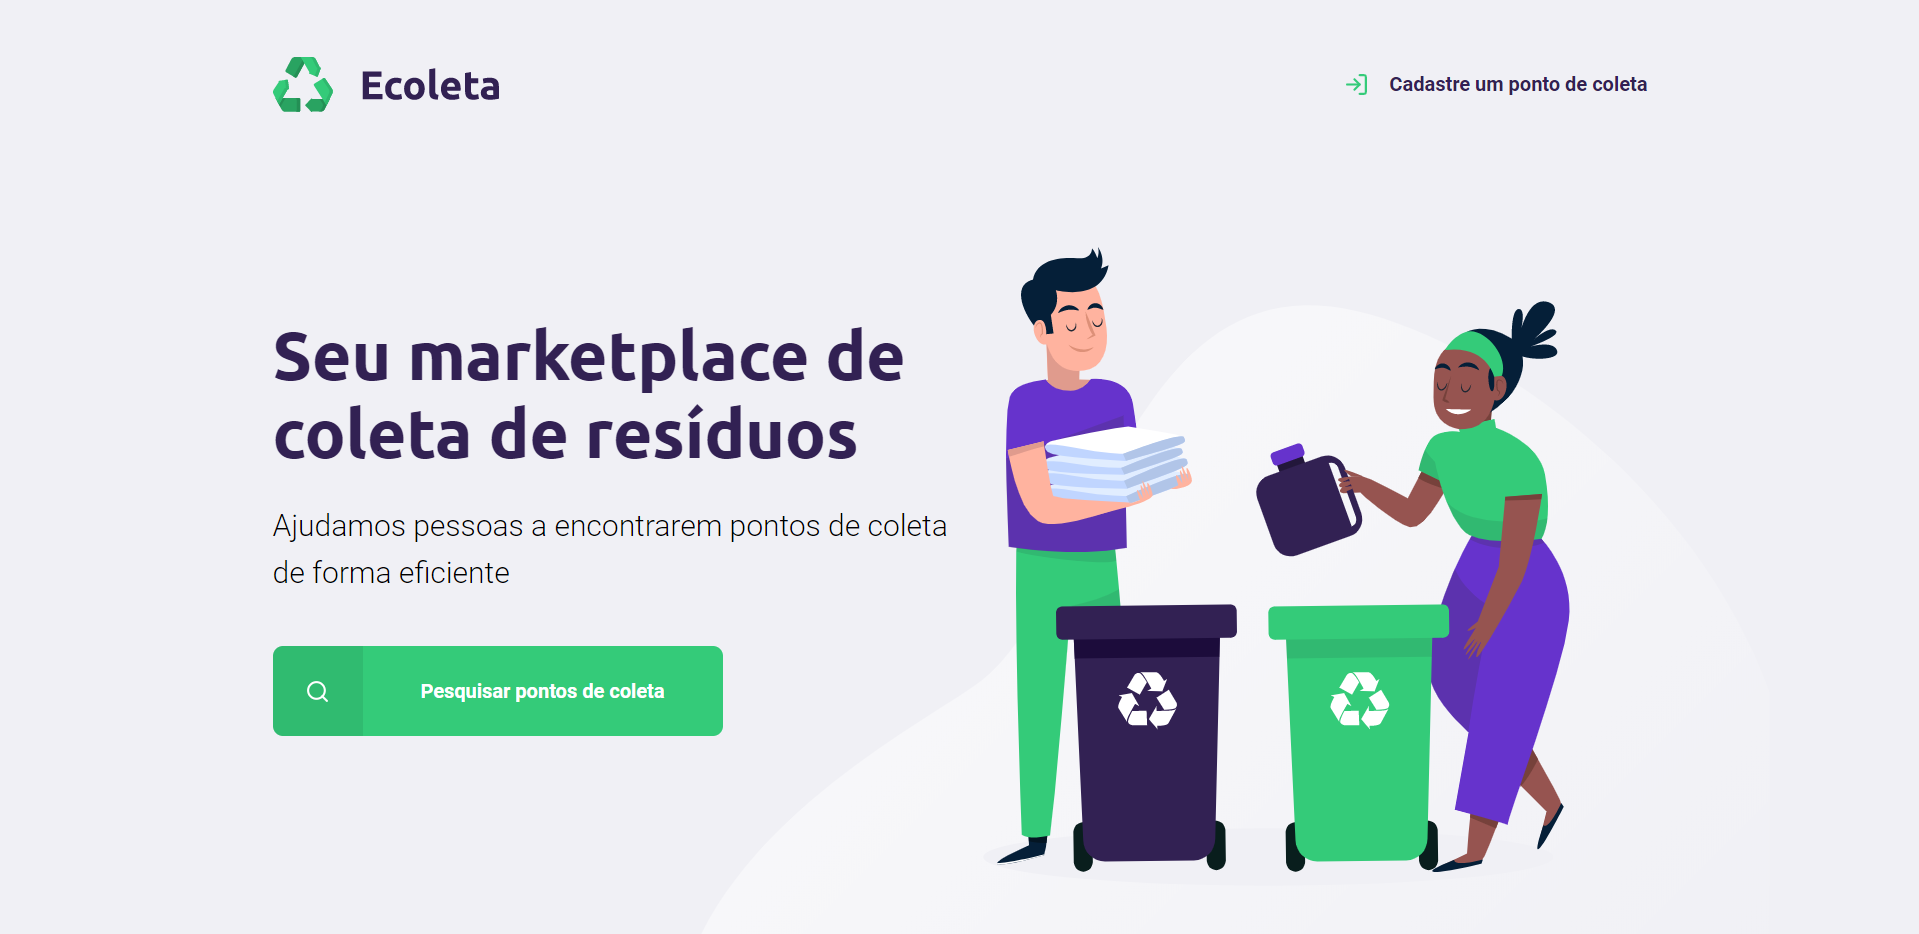 Ecoleta
Cadastre um ponto de coleta
Seu marketplace de
coleta de resíduos
Ajudamos pessoas a encontrarem pontos de coleta
de forma eficiente
Pesquisar pontos de coleta